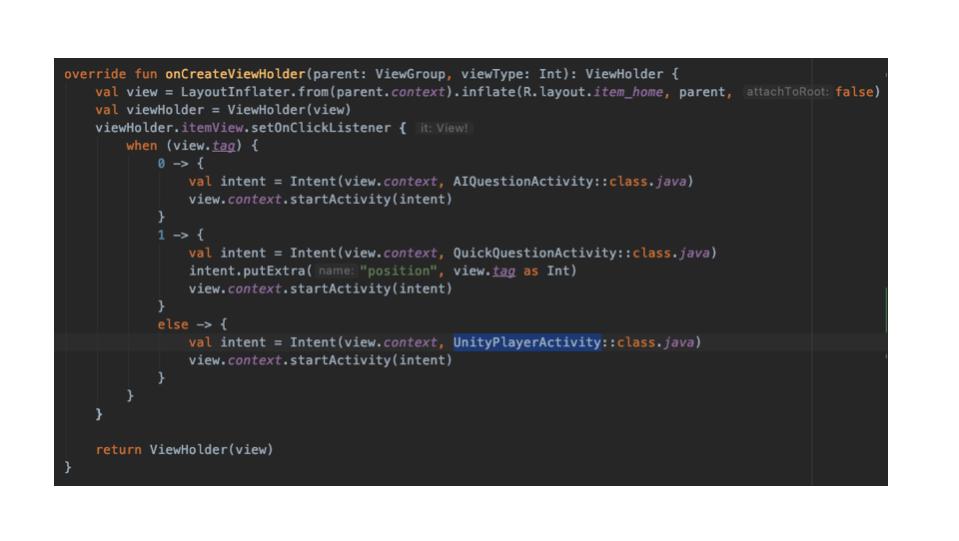 override fun onCreateViewHolder(parent: ViewGroup, viewType: Int): ViewHolder {
val view = LayoutInflater.from(parent.context).inflate(R.layout.item_home, parent, attachToRoot: false)
val viewHolder = ViewHolder(view)
viewHolder.itemView.setOnClickListener { it: View!
when (view.tag) {
0 -> {
val intent = Intent(view.context, AIQuestionActivity::class.java)
view.context.startActivity(intent)
}
1 -> {
val intent = Intent(view.context, QuickQuestionActivity::class.java)
intent.putExtra( name: "position", view.tag as Int)
view.context.startActivity(intent)
}
else -> {
val intent = Intent(view.context, UnityPlayerActivity::class.java)
view.context.startActivity(intent)
}
}
}
return ViewHolder(view)
}